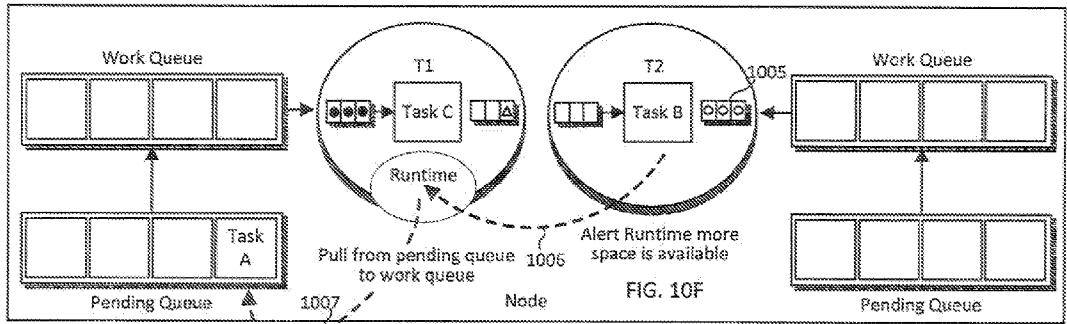 Work Queue
T1
T2
1005
Work Queue
Task C
Task B
Runtime
Task
A
Pull from pending queue
to work queue
1006
Alert Runtime more
space is available
Pending Queue
1007
Node
FIG. 10F
Pending Queue